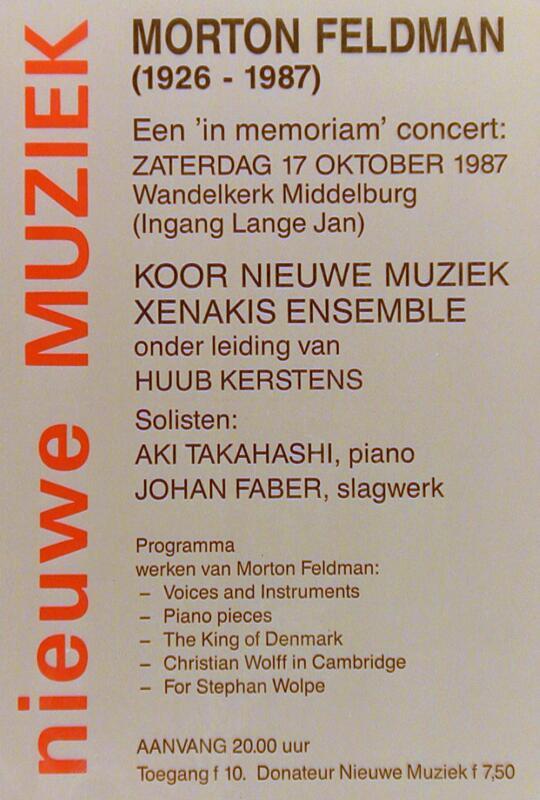 nieuwe MUZIEK
MORTON FELDMAN
(1926 - 1987)
Een 'in memoriam' concert:
ZATERDAG 17 OKTOBER 1987
Wandelkerk Middelburg
(Ingang Lange Jan)
KOOR NIEUWE MUZIEK
XENAKIS ENSEMBLE
onder leiding van
HUUB KERSTENS
Solisten:
AKI TAKAHASHI, piano
JOHAN FABER, slagwerk
Programma
werken van Morton Feldman:
– Voices and Instruments
– Piano pieces
– The King of Denmark
– Christian Wolff in Cambridge
– For Stephan Wolpe
AANVANG 20.00 uur
Toegang f 10. Donateur Nieuwe Muziek f 7,50